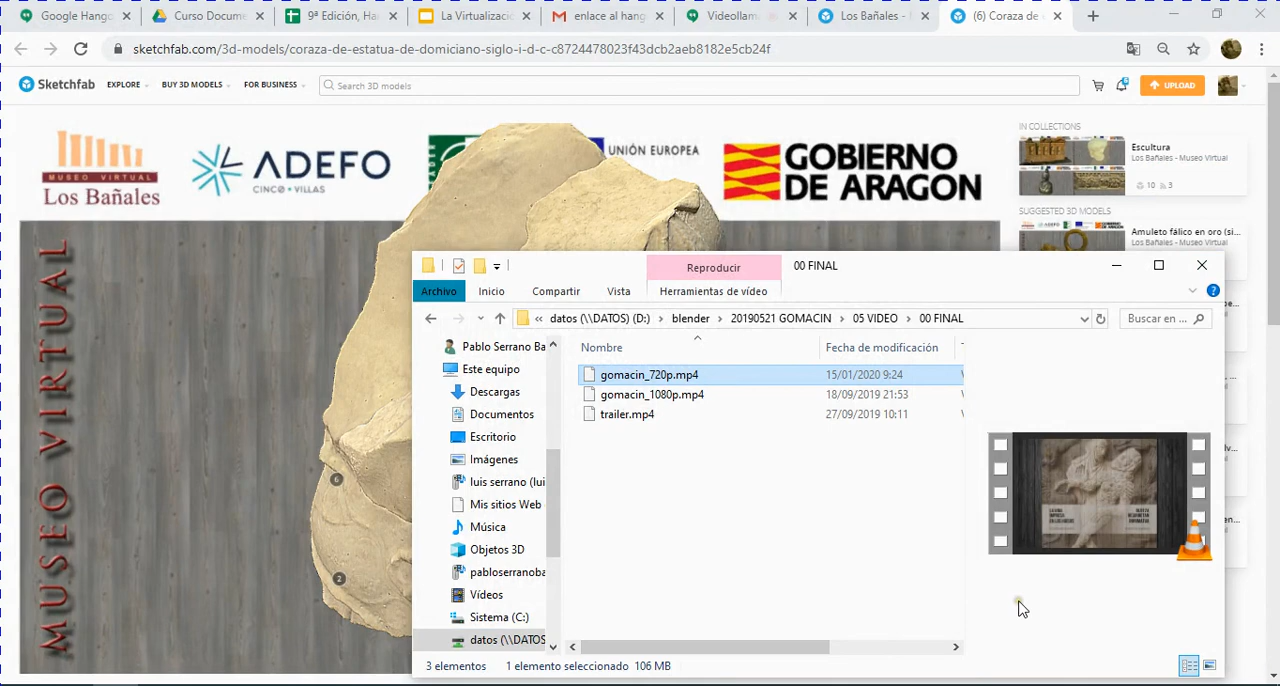 Google Hango
Curso Docume
9ª Edición, Ha
La Virtualizaci
enlace al hang
Videollam
Los Bañales -
(6) Coraza de
sketchfab.com/3d-models/coraza-de-estatua-de-domiciano-siglo-i-d-c-c8724478023f43dcb2aeb8182e5cb24f
Sketchfab EXPLORE BUY 3D MODELS FOR BUSINESS Search 3D models UPLOAD
MUSEO VIRTUAL
Los Bañales
ADEFO
CINCO · VILLAS
UNIÓN EUROPEA
GOBIERNO
DE ARAGON
IN COLLECTIONS
Escultura
Los Bañales - Museo Virtual
10 3
SUGGESTED 3D MODELS
Amuleto fálico en oro (si...
Los Bañales - Museo Virtual
MUSEO VIRTUAL
6
2
Reproducir 00 FINAL
Archivo Inicio Compartir Vista Herramientas de vídeo
« datos (\\DATOS) (D:) > blender > 20190521 GOMACIN > 05 VIDEO > 00 FINAL
Buscar en ...
Nombre Fecha de modificación
Pablo Serrano Ba
Este equipo
Descargas
Documentos
Escritorio
Imágenes
luis serrano (lui
Mis sitios Web
Música
Objetos 3D
pabloserranoba
Vídeos
Sistema (C:)
datos (\\DATOS
gomacin_720p.mp4 15/01/2020 9:24
gomacin_1080p.mp4 18/09/2019 21:53
trailer.mp4 27/09/2019 10:11
3 elementos 1 elemento seleccionado 106 MB